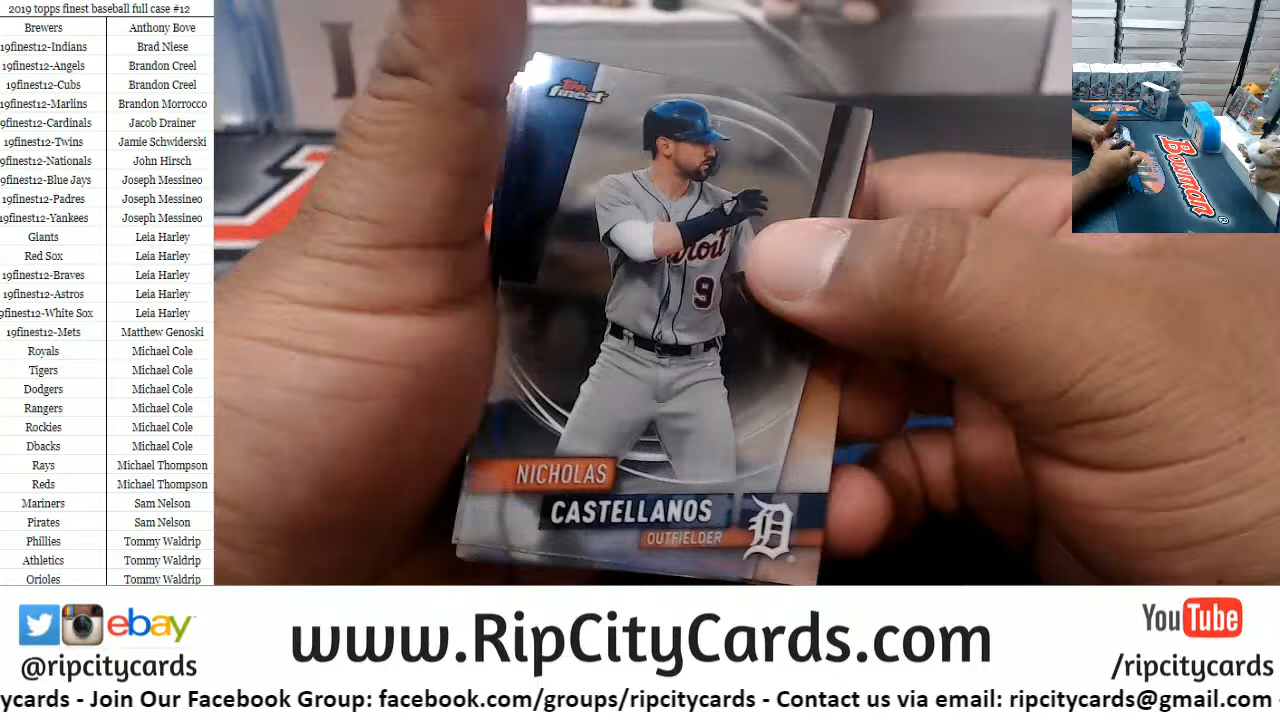 2019 topps finest baseball full case #12
Brewers Anthony Bove
19finest12-Indians Brad Niese
19finest12-Angels Brandon Creel
19finest12-Cubs Brandon Creel
9finest12-Marlins Brandon Morrocco
9finest12-Cardinals Jacob Drainer
19finest12-Twins Jamie Schwiderski
9finest12-Nationals John Hirsch
9finest12-Blue Jays Joseph Messineo
19finest12-Padres Joseph Messineo
9finest12-Yankees Joseph Messineo
Giants Leia Harley
Red Sox Leia Harley
19finest12-Braves Leia Harley
19finest12-Astros Leia Harley
9finest12-White Sox Leia Harley
19finest12-Mets Matthew Genoski
Royals Michael Cole
Tigers Michael Cole
Dodgers Michael Cole
Rangers Michael Cole
Rockies Michael Cole
Dbacks Michael Cole
Rays Michael Thompson
Reds Michael Thompson
Mariners Sam Nelson
Pirates Sam Nelson
Phillies Tommy Waldrip
Athletics Tommy Waldrip
Orioles Tommy Waldrip
Topps
finest
troit
9
NICHOLAS
CASTELLANOS
OUTFIELDER
D
Bowman
ebay
@ripcitycards
www.RipCityCards.com
YouTube
/ripcitycards
ycards - Join Our Facebook Group: facebook.com/groups/ripcitycards - Contact us via email: ripcitycards@gmail.com